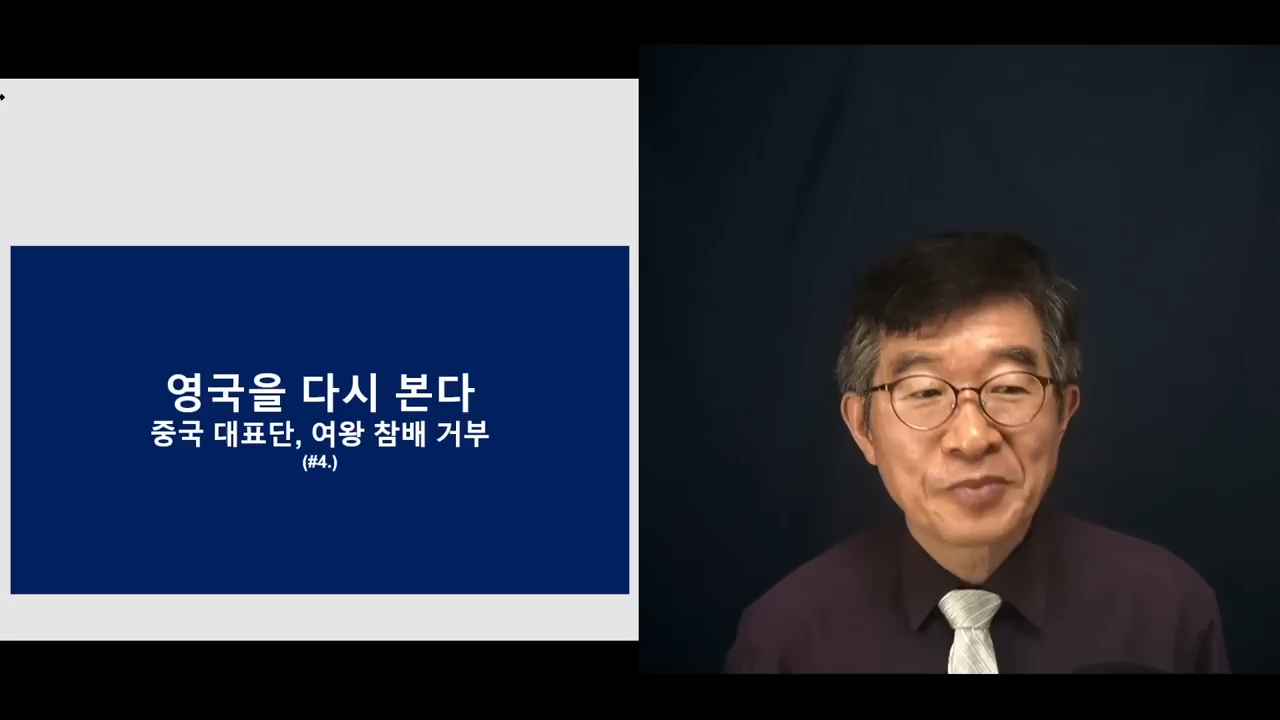 영국을 다시 본다
중국 대표단, 여왕 참배 거부
(#4.)